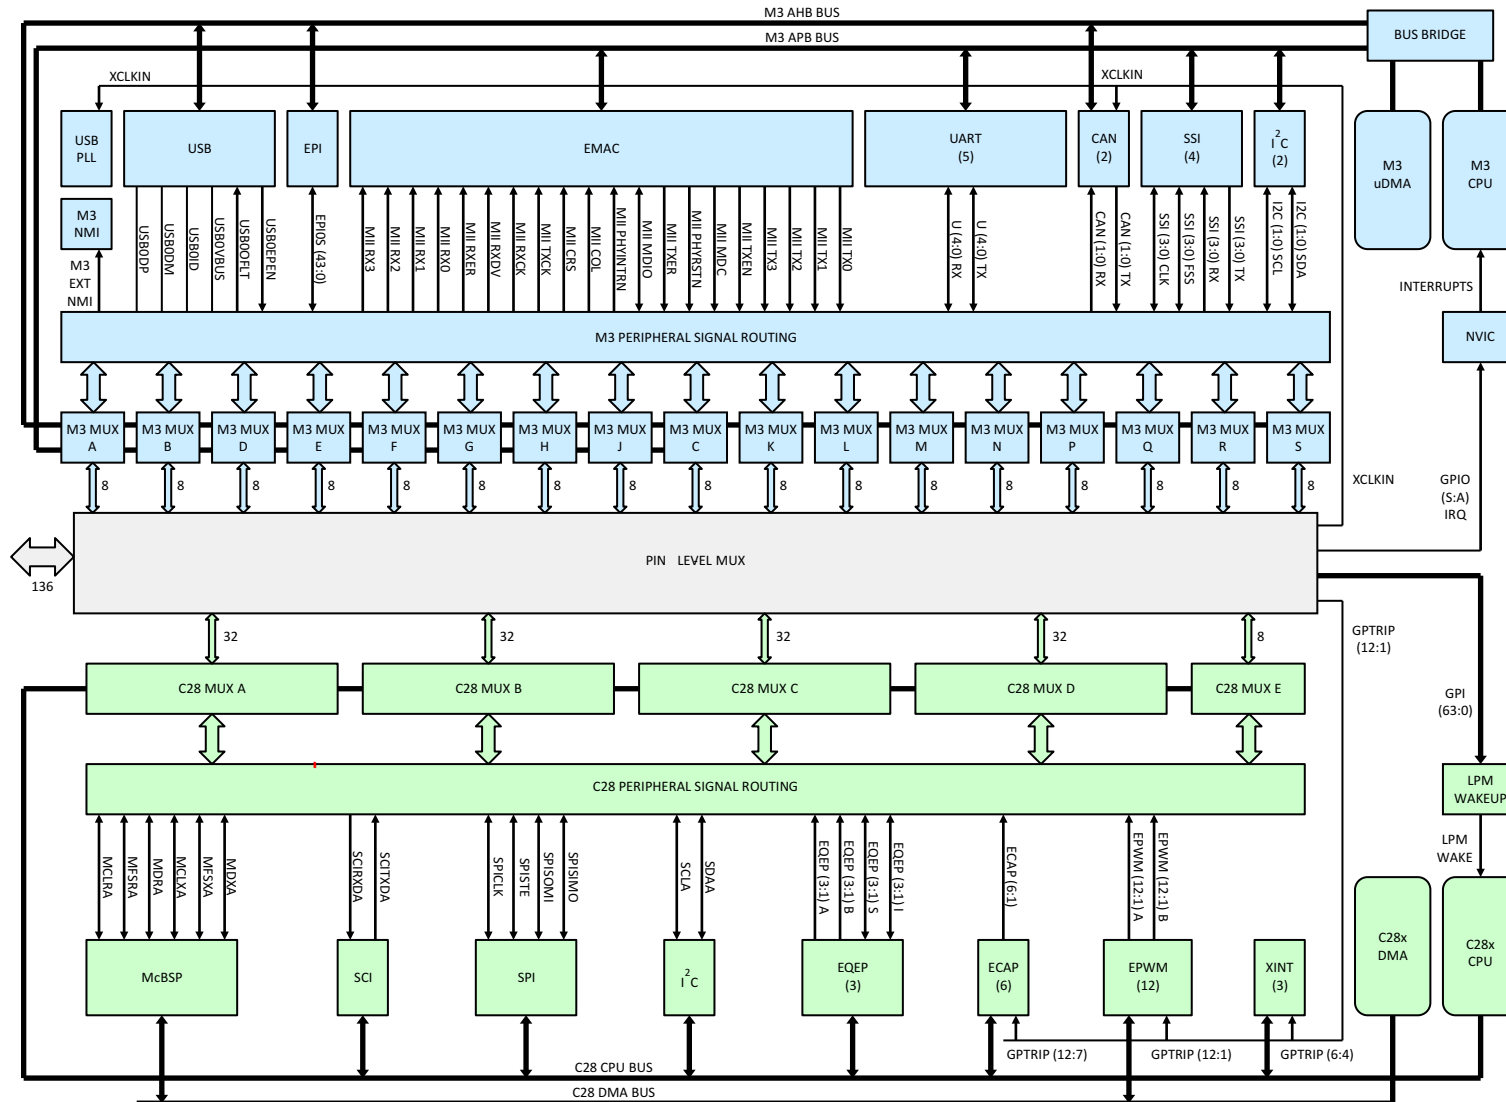 M3 AHB BUS
M3 APB BUS
BUS BRIDGE
XCLKIN
XCLKIN
USB
PLL
USB
EPI
EMAC
UART
(5)
CAN
(2)
SSI
(4)
I2C
(2)
M3
uDMA
M3
CPU
M3
NMI
M3
EXT
NMI
USB0DP
USB0DM
USB0ID
USB0VBUS
USB0OFLT
USB0EPEN
EPI0S (43:0)
MII RX3
MII RX2
MII RX1
MII RX0
MII RXER
MII RXDV
MII RXCK
MII TXCK
MII CRS
MII COL
MII PHYINTRN
MII MDIO
MII TXER
MII PHYRSTN
MII MDC
MII TXEN
MII TX3
MII TX2
MII TX1
MII TX0
U (4:0) RX
U (4:0) TX
CAN (1:0) RX
CAN (1:0) TX
SSI (3:0) CLK
SSI (3:0) FSS
SSI (3:0) RX
SSI (3:0) TX
I2C (1:0) SCL
I2C (1:0) SDA
INTERRUPTS
NVIC
M3 PERIPHERAL SIGNAL ROUTING
M3 MUX
A
M3 MUX
B
M3 MUX
D
M3 MUX
E
M3 MUX
F
M3 MUX
G
M3 MUX
H
M3 MUX
J
M3 MUX
C
M3 MUX
K
M3 MUX
L
M3 MUX
M
M3 MUX
N
M3 MUX
P
M3 MUX
Q
M3 MUX
R
M3 MUX
S
8 8 8 8 8 8 8 8 8 8 8 8 8 8 8 8 8
XCLKIN
GPIO
(S:A)
IRQ
PIN LEVEL MUX
136
32 32 32 32 8
GPTRIP
(12:1)
C28 MUX A
C28 MUX B
C28 MUX C
C28 MUX D
C28 MUX E
GPI
(63:0)
C28 PERIPHERAL SIGNAL ROUTING
LPM
WAKEUP
LPM
WAKE
MCLRA
MFSRA
MDRA
MCLXA
MFSXA
MDXA
SCIRXDA
SCITXDA
SPICLK
SPISTE
SPISOMI
SPISIMO
SCLA
SDAA
EQEP (3:1) A
EQEP (3:1) B
EQEP (3:1) S
EQEP (3:1) I
ECAP (6:1)
EPWM (12:1) A
EPWM (12:1) B
McBSP
SCI
SPI
I2C
EQEP
(3)
ECAP
(6)
EPWM
(12)
XINT
(3)
C28x
DMA
C28x
CPU
GPTRIP (12:7)
GPTRIP (12:1)
GPTRIP (6:4)
C28 CPU BUS
C28 DMA BUS